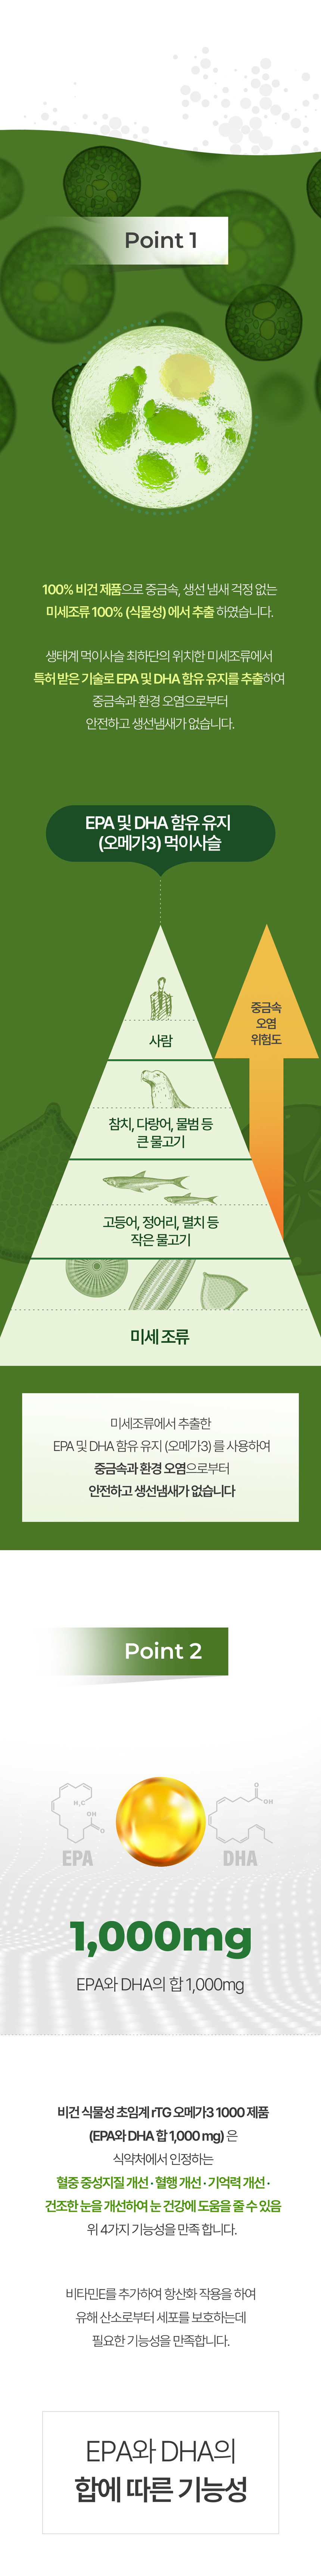 Point 1
100% 비건 제품으로 중금속, 생선 냄새 걱정 없는
미세조류 100% (식물성) 에서 추출 하였습니다.
생태계 먹이사슬 최하단의 위치한 미세조류에서
특허 받은 기술로 EPA 및 DHA 함유 유지를 추출하여
중금속과 환경 오염으로부터
안전하고 생선냄새가 없습니다.
EPA 및 DHA 함유 유지
(오메가3) 먹이사슬
중금속
오염
위험도
사람
참치, 다랑어, 물범 등
큰 물고기
고등어, 정어리, 멸치 등
작은 물고기
미세 조류
미세조류에서 추출한
EPA 및 DHA 함유 유지 (오메가3) 를 사용하여
중금속과 환경 오염으로부터
안전하고 생선냄새가 없습니다
Point 2
H₃C
OH
O
EPA
O
OH
DHA
1,000mg
EPA와 DHA의 합 1,000mg
비건 식물성 초임계 rTG 오메가3 1000 제품
(EPA와 DHA 합 1,000 mg) 은
식약처에서 인정하는
혈중 중성지질 개선 · 혈행 개선 · 기억력 개선 ·
건조한 눈을 개선하여 눈 건강에 도움을 줄 수 있음
위 4가지 기능성을 만족 합니다.
비타민E를 추가하여 항산화 작용을 하여
유해 산소로부터 세포를 보호하는데
필요한 기능성을 만족합니다.
EPA와 DHA의
합에 따른 기능성